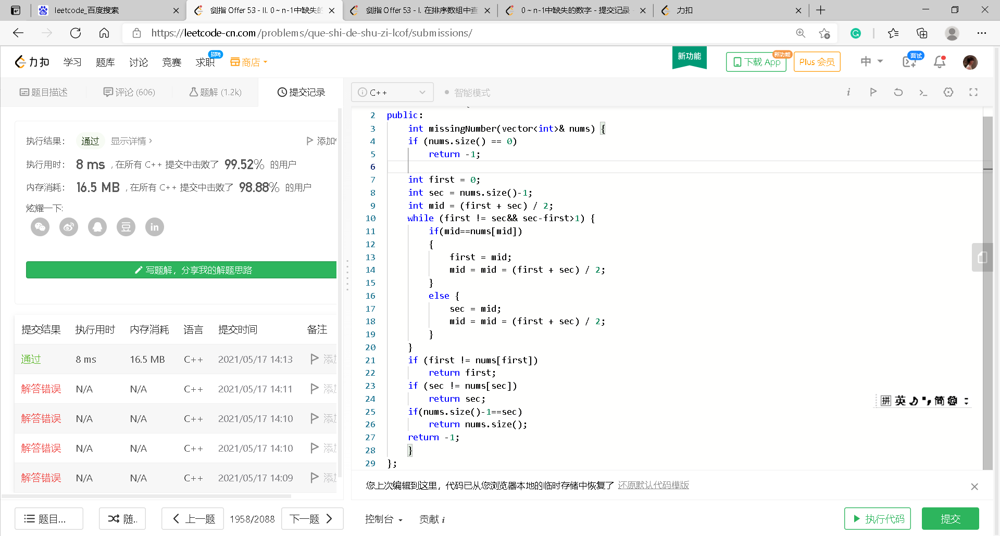 leetcode_百度搜索
剑指 Offer 53 - II. 0~n-1中缺失的
剑指 Offer 53 - I. 在排序数组中查
0~n-1中缺失的数字 - 提交记录
力扣
https://leetcode-cn.com/problems/que-shi-de-shu-zi-lcof/submissions/
力扣 学习 题库 讨论 竞赛 求职 招聘 商店
新功能
下载 App 新功能
Plus 会员
中
面试
题目描述
评论 (606)
题解 (1.2k)
提交记录
C++
智能模式
执行结果: 通过 显示详情 > 添加
执行用时: 8 ms , 在所有 C++ 提交中击败了 99.52% 的用户
内存消耗: 16.5 MB , 在所有 C++ 提交中击败了 98.88% 的用户
炫耀一下:
豆 in
写题解, 分享我的解题思路
提交结果 执行用时 内存消耗 语言 提交时间 备注
通过 8 ms 16.5 MB C++ 2021/05/17 14:13 添
解答错误 N/A N/A C++ 2021/05/17 14:11 添
解答错误 N/A N/A C++ 2021/05/17 14:10 添
解答错误 N/A N/A C++ 2021/05/17 14:10 添
解答错误 N/A N/A C++ 2021/05/17 14:09 添
2 public:
3 int missingNumber(vector<int>& nums) {
4 if (nums.size() == 0)
5 return -1;
6
7 int first = 0;
8 int sec = nums.size()-1;
9 int mid = (first + sec) / 2;
10 while (first != sec&& sec-first>1) {
11 if(mid==nums[mid])
12 {
13 first = mid;
14 mid = mid = (first + sec) / 2;
15 }
16 else {
17 sec = mid;
18 mid = mid = (first + sec) / 2;
19 }
20 }
21 if (first != nums[first])
22 return first;
23 if (sec != nums[sec])
24 return sec;
25 if(nums.size()-1==sec)
26 return nums.size();
27 return -1;
28 }
29 };
拼 英 简
您上次编辑到这里, 代码已从您浏览器本地的临时存储中恢复了 还原默认代码模版
题目...
随..
上一题
1958/2088
下一题
控制台
贡献 i
执行代码
提交